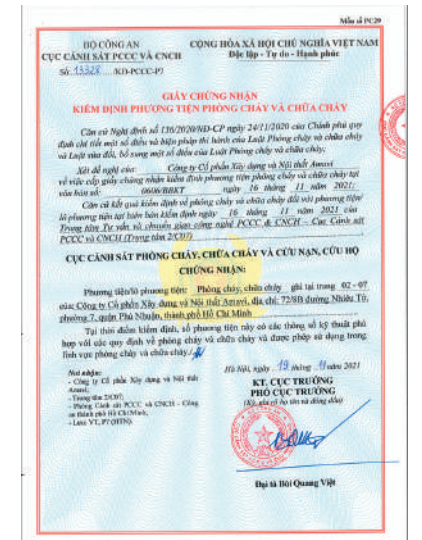 Mẫu số PC29
BỘ CÔNG AN
CỤC CẢNH SÁT PCCC VÀ CNCH
Số: 13328 /KĐ-PCCC-P7
CỘNG HÒA XÃ HỘI CHỦ NGHĨA VIỆT NAM
Độc lập - Tự do - Hạnh phúc
GIẤY CHỨNG NHẬN
KIỂM ĐỊNH PHƯƠNG TIỆN PHÒNG CHÁY VÀ CHỮA CHÁY
Căn cứ Nghị định số 136/2020/NĐ-CP ngày 24/11/2020 của Chính phủ quy
định chi tiết một số điều và biện pháp thi hành của Luật Phòng cháy và chữa cháy
và Luật sửa đổi, bổ sung một số điều của Luật Phòng cháy và chữa cháy;
Xét đề nghị của: Công ty Cổ phần Xây dựng và Nội thất
về việc cấp giấy chứng nhận kiểm định phương tiện phòng cháy và chữa cháy tại
văn bản số: 0606/BBKT ngày 16 tháng 11 năm 2021;
Căn cứ kết quả kiểm định về phòng cháy và chữa cháy đối với phương tiện/
lô phương tiện tại biên bản kiểm định ngày 16 tháng 11 năm 2021 của
Trung tâm Tư vấn và chuyển giao công nghệ PCCC & CNCH – Cục Cảnh sát
PCCC và CNCH (Trung tâm 2/C07)
CỤC CẢNH SÁT PHÒNG CHÁY, CHỮA CHÁY VÀ CỨU NẠN, CỨU HỘ
CHỨNG NHẬN:
Phương tiện/lô phương tiện: Phòng cháy, chữa cháy ghi tại trang 02 - 07
của: Công ty Cổ phần Xây dựng và Nội thất, địa chỉ: 72/8B đường Nhiêu Tứ,
phường 7, quận Phú Nhuận, thành phố Hồ Chí Minh
Tại thời điểm kiểm định, số phương tiện này có các thông số kỹ thuật phù
hợp với các quy định về phòng cháy và chữa cháy và được phép sử dụng trong
lĩnh vực phòng cháy và chữa cháy./.
Nơi nhận:
- Công ty Cổ phần Xây dựng và Nội thất
- Trung tâm 2/C07;
- Phòng Cảnh sát PCCC và CNCH - Công
an thành phố Hồ Chí Minh;
- Lưu: VT, P7
Hà Nội, ngày 19 tháng 11 năm 2021
KT. CỤC TRƯỞNG
PHÓ CỤC TRƯỞNG
(Ký, ghi rõ họ tên và đóng dấu)
Đại tá Bùi Quang Việt